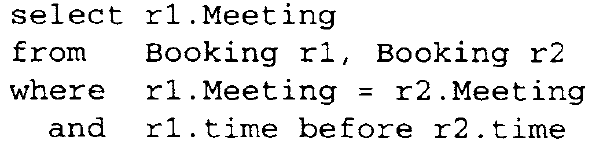 select r1.Meeting
from Booking r1, Booking r2
where r1.Meeting = r2.Meeting
and r1.time before r2.time